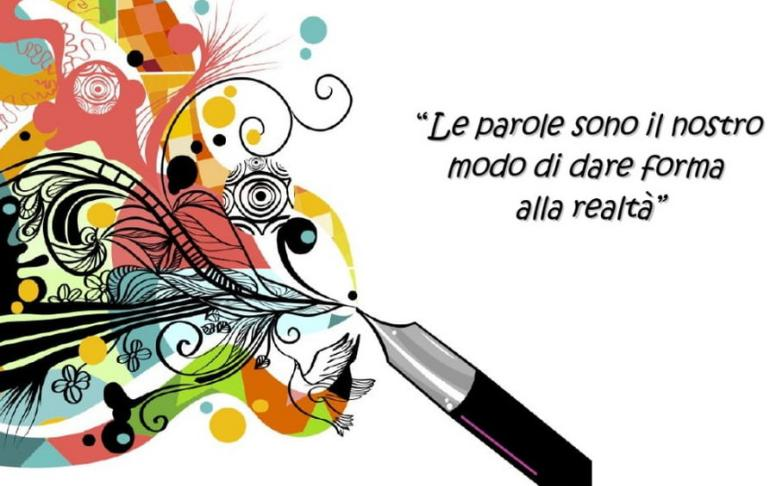 “Le parole sono il nostro
modo di dare forma
alla realtà”